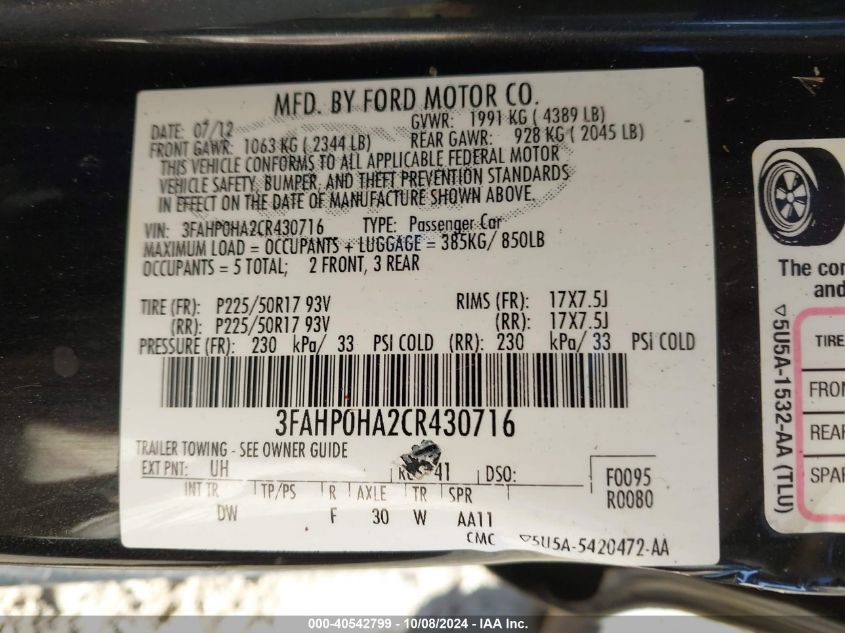 MFD. BY FORD MOTOR CO.
DATE: 07/12
GVWR: 1991 KG ( 4389 LB)
FRONT GAWR: 1063 KG ( 2344 LB)
REAR GAWR: 928 KG ( 2045 LB)
THIS VEHICLE CONFORMS TO ALL APPLICABLE FEDERAL MOTOR
VEHICLE SAFETY, BUMPER, AND THEFT PREVENTION STANDARDS
IN EFFECT ON THE DATE OF MANUFACTURE SHOWN ABOVE.
VIN: 3FAHP0HA2CR430716 TYPE: Passenger Car
MAXIMUM LOAD = OCCUPANTS + LUGGAGE = 385KG/ 850LB
OCCUPANTS = 5 TOTAL; 2 FRONT, 3 REAR
TIRE (FR): P225/50R17 93V RIMS (FR): 17X7.5J
(RR): P225/50R17 93V (RR): 17X7.5J
PRESSURE (FR): 230 kPa/ 33 PSI COLD (RR): 230 kPa/ 33 PSI COLD
3FAHP0HA2CR430716
TRAILER TOWING - SEE OWNER GUIDE
EXT PNT: UH 41 DSO: F0095
R0080
INT TR TP/PS R AXLE TR SPR
DW F 30 W AA11
CMC ▽5U5A-5420472-AA
The con
and
▽5U5A-1532-AA (TLU)
TIRE
FRON
REAR
SPAR
000-40542799 - 10/08/2024 - IAA Inc.